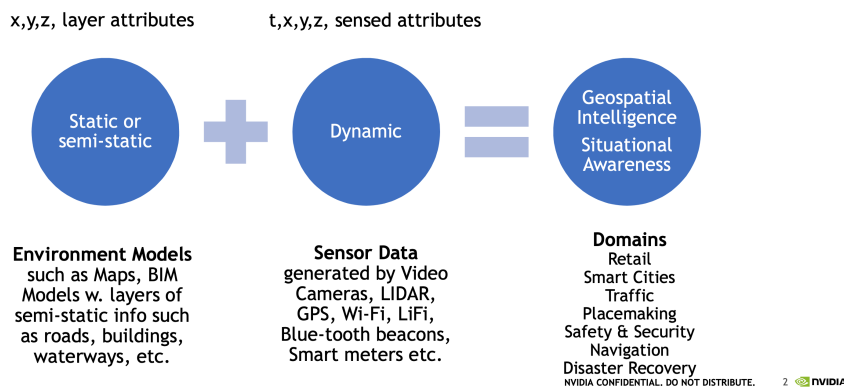 x,y,z, layer attributes
t,x,y,z, sensed attributes
Static or
semi-static
Dynamic
Geospatial
Intelligence
Situational
Awareness
Environment Models
such as Maps, BIM
Models w. layers of
semi-static info such
as roads, buildings,
waterways, etc.
Sensor Data
generated by Video
Cameras, LIDAR,
GPS, Wi-Fi, LiFi,
Blue-tooth beacons,
Smart meters etc.
Domains
Retail
Smart Cities
Traffic
Placemaking
Safety & Security
Navigation
Disaster Recovery
NVIDIA CONFIDENTIAL. DO NOT DISTRIBUTE.
2
NVIDIA